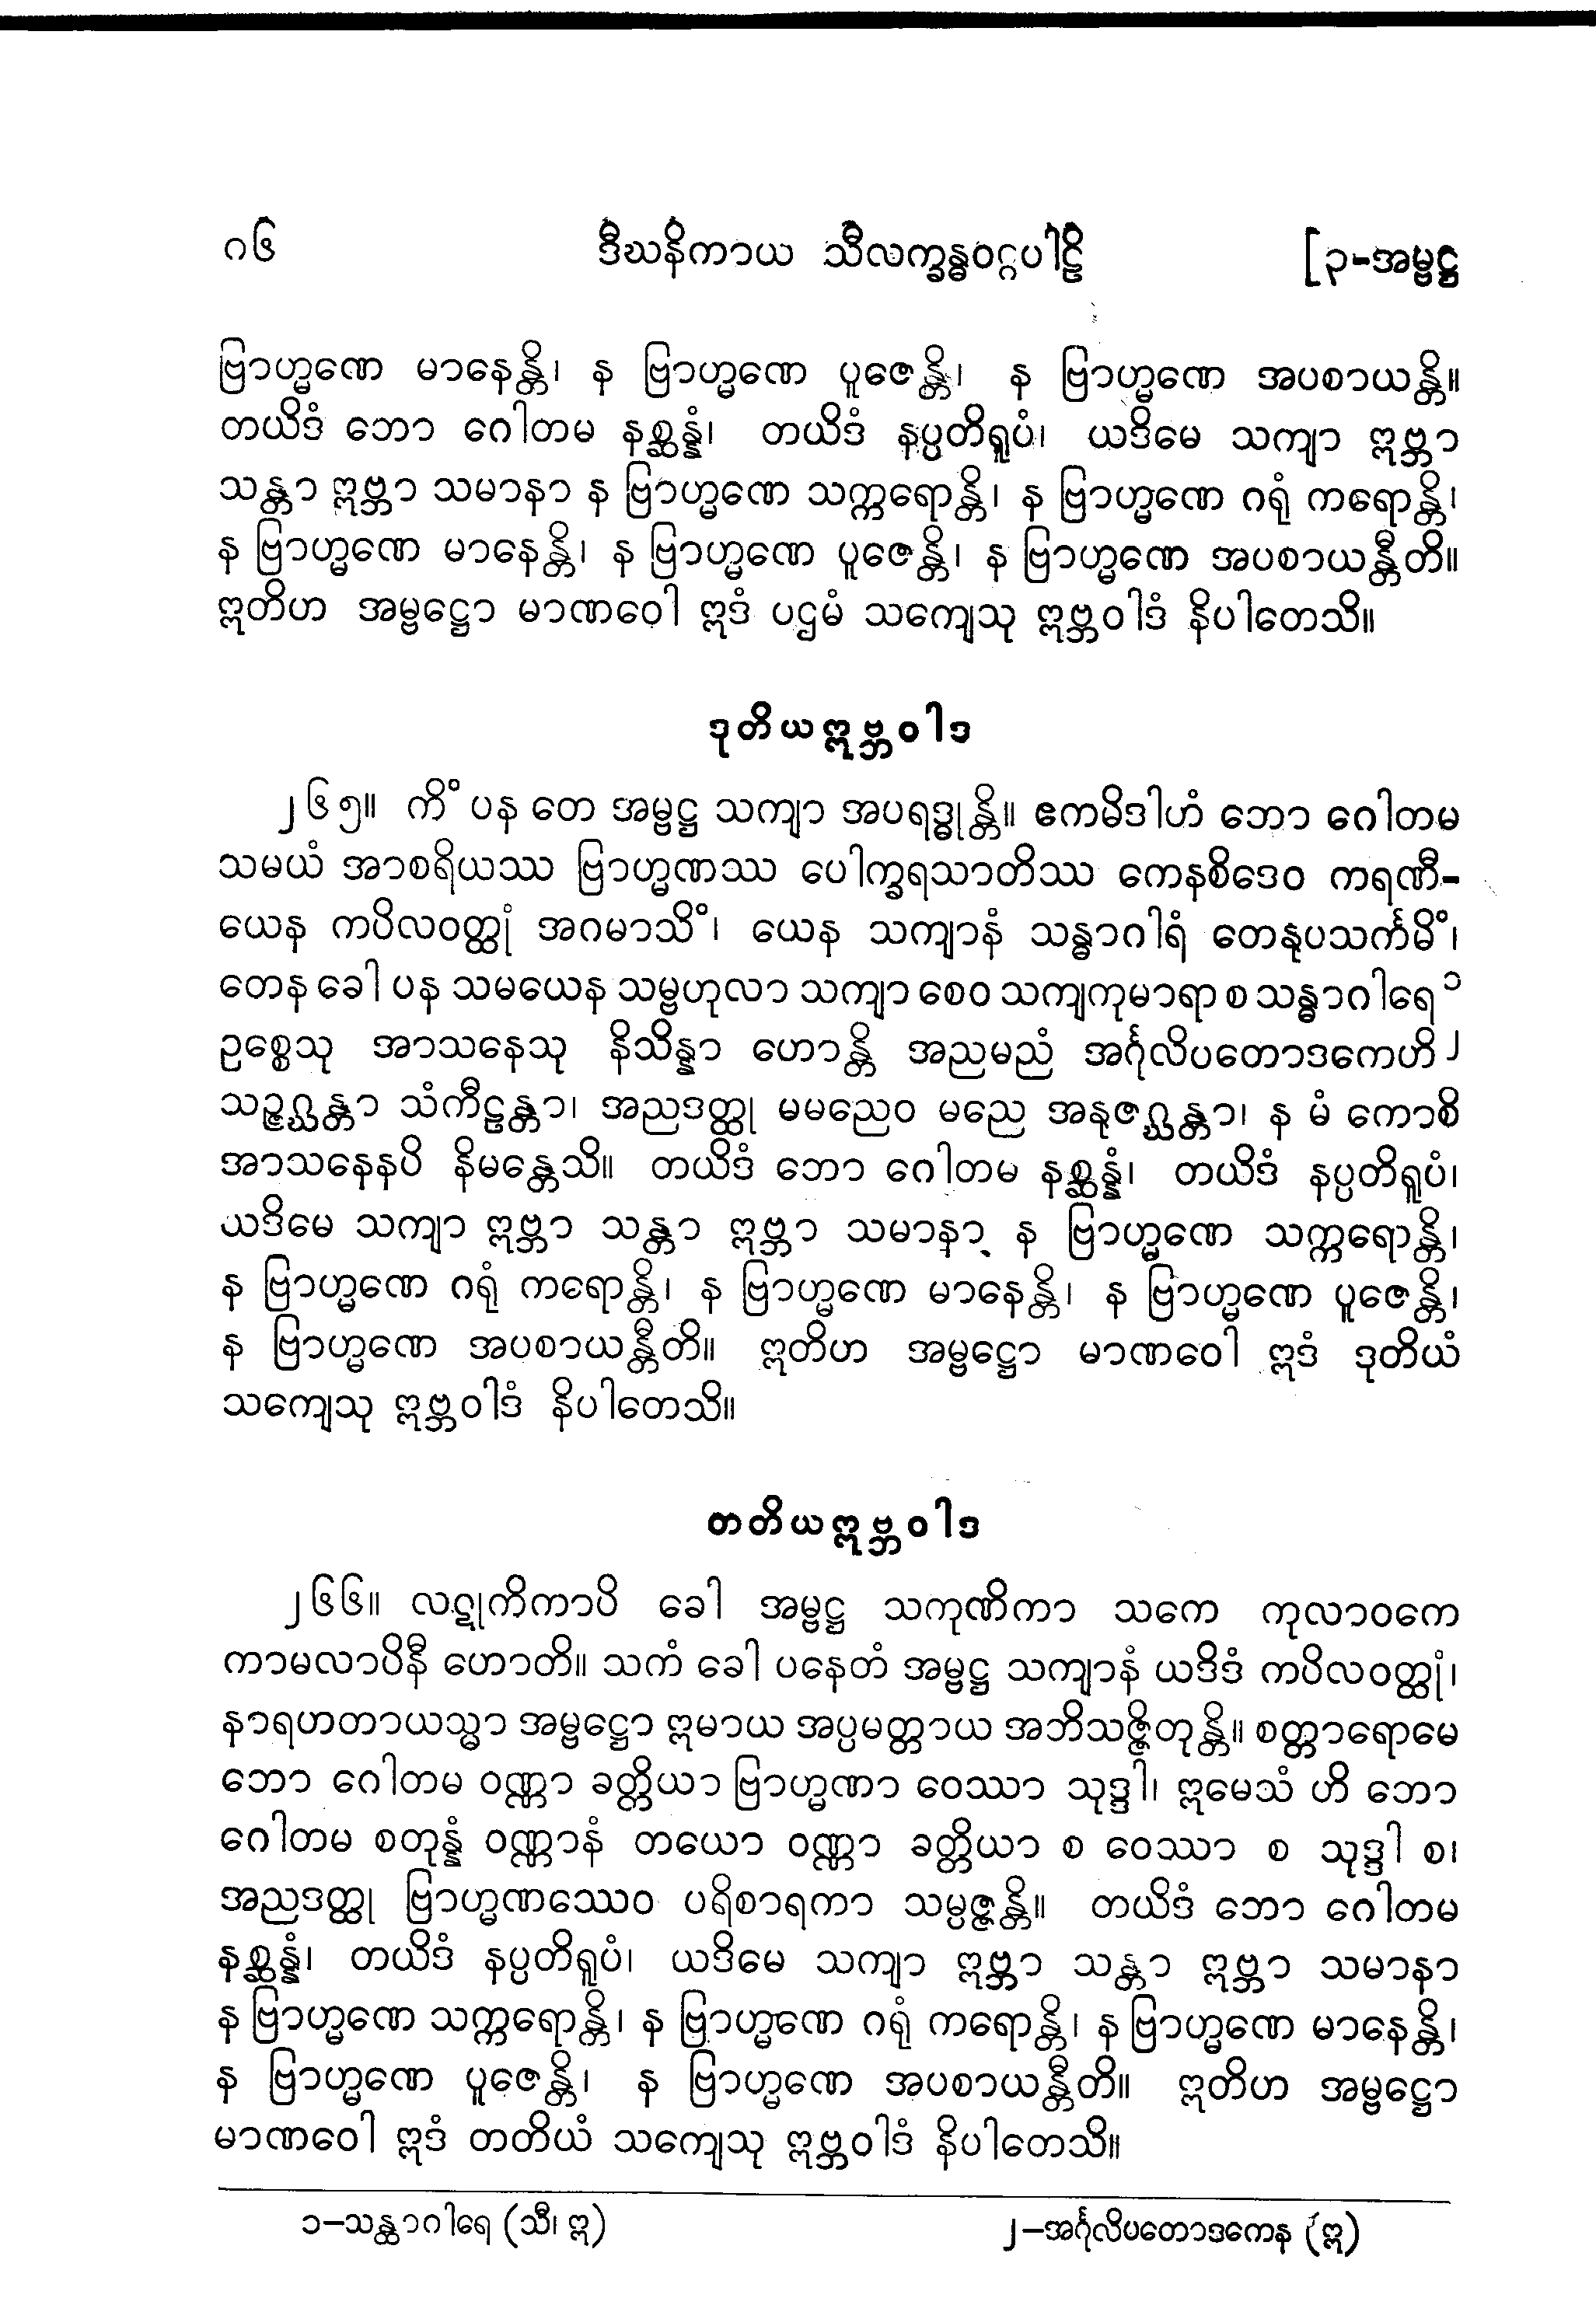 ဂ၆ ဒီဃနိကာယ သီလက္ခန္ဓဝဂ္ဂပါဠိ [၃-အမ္ဗဋ္ဌ
ဗြာဟ္မဏေ မာနေန္တိ၊ န ဗြာဟ္မဏေ ပူဇေန္တိ၊ န ဗြာဟ္မဏေ အပစာယန္တိ။
တယိဒံ ဘော ဂေါတမ နစ္ဆန္နံ၊ တယိဒံ နပ္ပတိရူပံ၊ ယဒိမေ သကျာ ဣဗ္ဘာ
သန္တာ ဣဗ္ဘာ သမာနာ န ဗြာဟ္မဏေ သက္ကရောန္တိ၊ န ဗြာဟ္မဏေ ဂရုံ ကရောန္တိ၊
န ဗြာဟ္မဏေ မာနေန္တိ၊ န ဗြာဟ္မဏေ ပူဇေန္တိ၊ န ဗြာဟ္မဏေ အပစာယန္တီတိ။
ဣတိဟ အမ္ဗဋ္ဌော မာဏဝေါ ဣဒံ ပဌမံ သကျေသု ဣဗ္ဘဝါဒံ နိပါတေသိ။
ဒုတိယဣဗ္ဘဝါဒ
၂၆၅။ ကိံ ပန တေ အမ္ဗဋ္ဌ သကျာ အပရဒ္ဓုန္တိ။ ဧကမိဒါဟံ ဘော ဂေါတမ
သမယံ အာစရိယဿ ဗြာဟ္မဏဿ ပေါက္ခရသာတိဿ ကေနစိဒေဝ ကရဏီ-
ယေန ကပိလဝတ္ထုံ အဂမာသိံ၊ ယေန သကျာနံ သန္ဓာဂါရံ တေနုပသင်္ကမိံ၊
တေန ခေါ ပန သမယေန သမ္ဗဟုလာ သကျာ စေဝ သကျကုမာရာ စ သန္ဓာဂါရေ ၁
ဥစ္စေသု အာသနေသု နိသိန္နာ ဟောန္တိ အညမညံ အင်္ဂုလိပတောဒကေဟိ ၂
သဉ္ဇဂ္ဃန္တာ သံကီဠန္တာ၊ အညဒတ္ထု မမညေဝ မညေ အနုဇဂ္ဃန္တာ၊ န မံ ကောစိ
အာသနေနပိ နိမန္တေသိ။ တယိဒံ ဘော ဂေါတမ နစ္ဆန္နံ၊ တယိဒံ နပ္ပတိရူပံ၊
ယဒိမေ သကျာ ဣဗ္ဘာ သန္တာ ဣဗ္ဘာ သမာနာ န ဗြာဟ္မဏေ သက္ကရောန္တိ၊
န ဗြာဟ္မဏေ ဂရုံ ကရောန္တိ၊ န ဗြာဟ္မဏေ မာနေန္တိ၊ န ဗြာဟ္မဏေ ပူဇေန္တိ၊
န ဗြာဟ္မဏေ အပစာယန္တီတိ။ ဣတိဟ အမ္ဗဋ္ဌော မာဏဝေါ ဣဒံ ဒုတိယံ
သကျေသု ဣဗ္ဘဝါဒံ နိပါတေသိ။
တတိယဣဗ္ဘဝါဒ
၂၆၆။ လဋုကိကာပိ ခေါ အမ္ဗဋ္ဌ သကုဏိကာ သကေ ကုလာဝကေ
ကာမလာပိနီ ဟောတိ။ သကံ ခေါ ပနေတံ အမ္ဗဋ္ဌ သကျာနံ ယဒိဒံ ကပိလဝတ္ထုံ၊
နာရဟတာယသ္မာ အမ္ဗဋ္ဌော ဣမာယ အပ္ပမတ္တာယ အဘိသဇ္ဇိတုန္တိ။ စတ္တာရောမေ
ဘော ဂေါတမ ဝဏ္ဏာ ခတ္တိယာ ဗြာဟ္မဏာ ဝေဿာ သုဒ္ဒါ၊ ဣမေသံ ဟိ ဘော
ဂေါတမ စတုန္နံ ဝဏ္ဏာနံ တယော ဝဏ္ဏာ ခတ္တိယာ စ ဝေဿာ စ သုဒ္ဒါ စ၊
အညဒတ္ထု ဗြာဟ္မဏဿေဝ ပရိစာရကာ သမ္ပဇ္ဇန္တိ။ တယိဒံ ဘော ဂေါတမ
နစ္ဆန္နံ၊ တယိဒံ နပ္ပတိရူပံ၊ ယဒိမေ သကျာ ဣဗ္ဘာ သန္တာ ဣဗ္ဘာ သမာနာ
န ဗြာဟ္မဏေ သက္ကရောန္တိ၊ န ဗြာဟ္မဏေ ဂရုံ ကရောန္တိ၊ န ဗြာဟ္မဏေ မာနေန္တိ၊
န ဗြာဟ္မဏေ ပူဇေန္တိ၊ န ဗြာဟ္မဏေ အပစာယန္တီတိ။ ဣတိဟ အမ္ဗဋ္ဌော
မာဏဝေါ ဣဒံ တတိယံ သကျေသု ဣဗ္ဘဝါဒံ နိပါတေသိ။
၁-သန္ထာဂါရေ (သီ၊ ဣ) ၂-အင်္ဂုလိပတောဒကေန (ဣ)